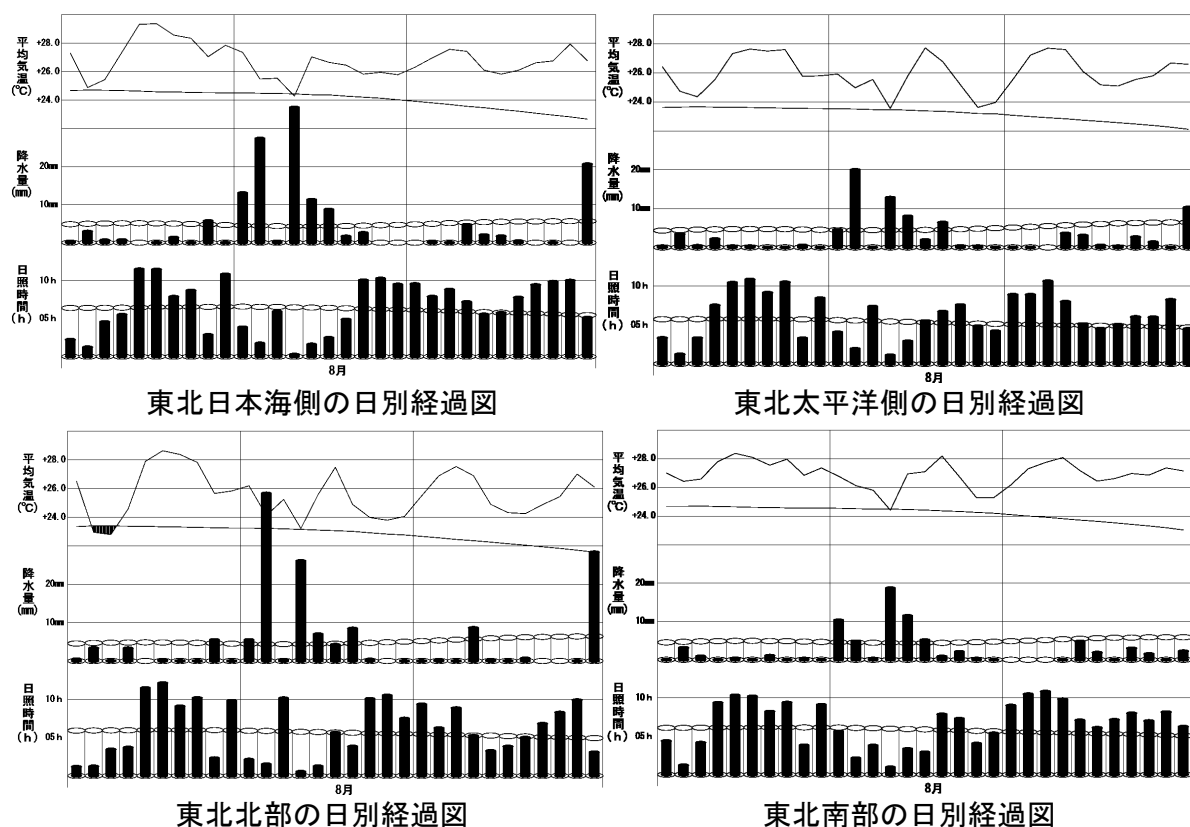 平均気温(℃)
+28.0
+26.0
+24.0
降水量(mm)
20mm
10mm
日照時間(h)
10h
05h
8月
東北日本海側の日別経過図
平均気温(℃)
+28.0
+26.0
+24.0
降水量(mm)
20mm
10mm
日照時間(h)
10h
05h
8月
東北太平洋側の日別経過図
平均気温(℃)
+28.0
+26.0
+24.0
降水量(mm)
20mm
10mm
日照時間(h)
10h
05h
8月
東北北部の日別経過図
平均気温(℃)
+28.0
+26.0
+24.0
降水量(mm)
20mm
10mm
日照時間(h)
10h
05h
8月
東北南部の日別経過図